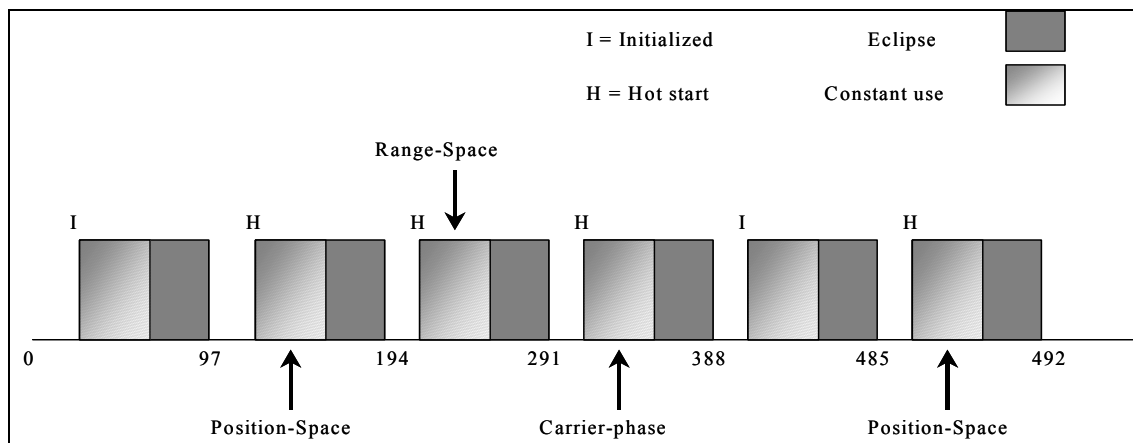 I = Initialized Eclipse
H = Hot start Constant use
Range-Space
I H H H I H
0 97 194 291 388 485 492
Position-Space Carrier-phase Position-Space